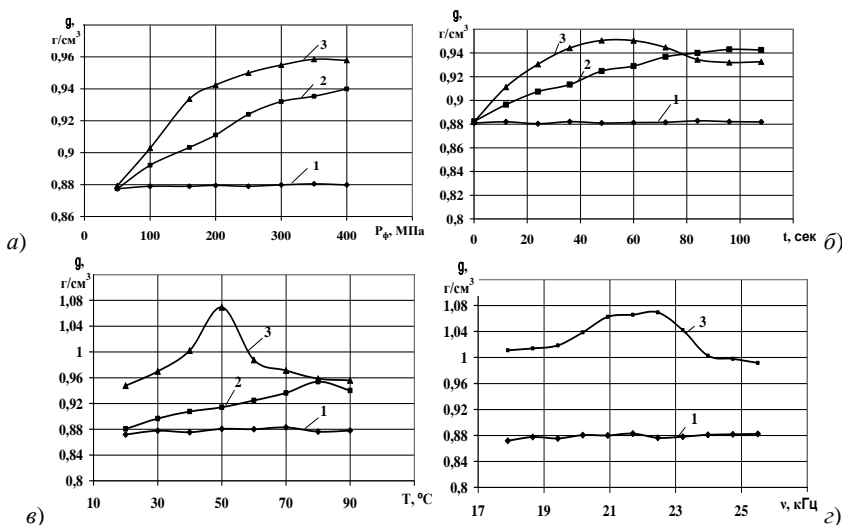 g,
г/см³
0,96
0,94
0,92
0,9
0,88
0,86
0 100 200 300 400
Pф, МПа
3
2
1
а)
g,
г/см³
0,94
0,9
0,88
0,86
0,84
0,82
0,8
0 20 40 60 80 100
t, сек
3
2
1
б)
g,
г/см³
1,08
1,04
1
0,96
0,92
0,88
0,84
0,8
10 30 50 70 90
T, ºC
3
2
1
в)
g,
г/см³
1,08
1,04
1
0,96
0,92
0,88
0,84
0,8
17 19 21 23 25
ν, кГц
3
1
г)